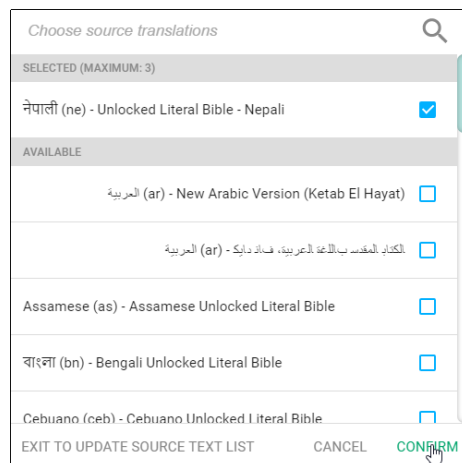 Choose source translations
SELECTED (MAXIMUM: 3)
नेपाली (ne) - Unlocked Literal Bible - Nepali
AVAILABLE
العربية (ar) - New Arabic Version (Ketab El Hayat)
العربية (ar) - الكتاب المقدس باللغة العربية، فان دايك
Assamese (as) - Assamese Unlocked Literal Bible
বাংলা (bn) - Bengali Unlocked Literal Bible
Cebuano (ceb) - Cebuano Unlocked Literal Bible
EXIT TO UPDATE SOURCE TEXT LIST CANCEL CONFIRM